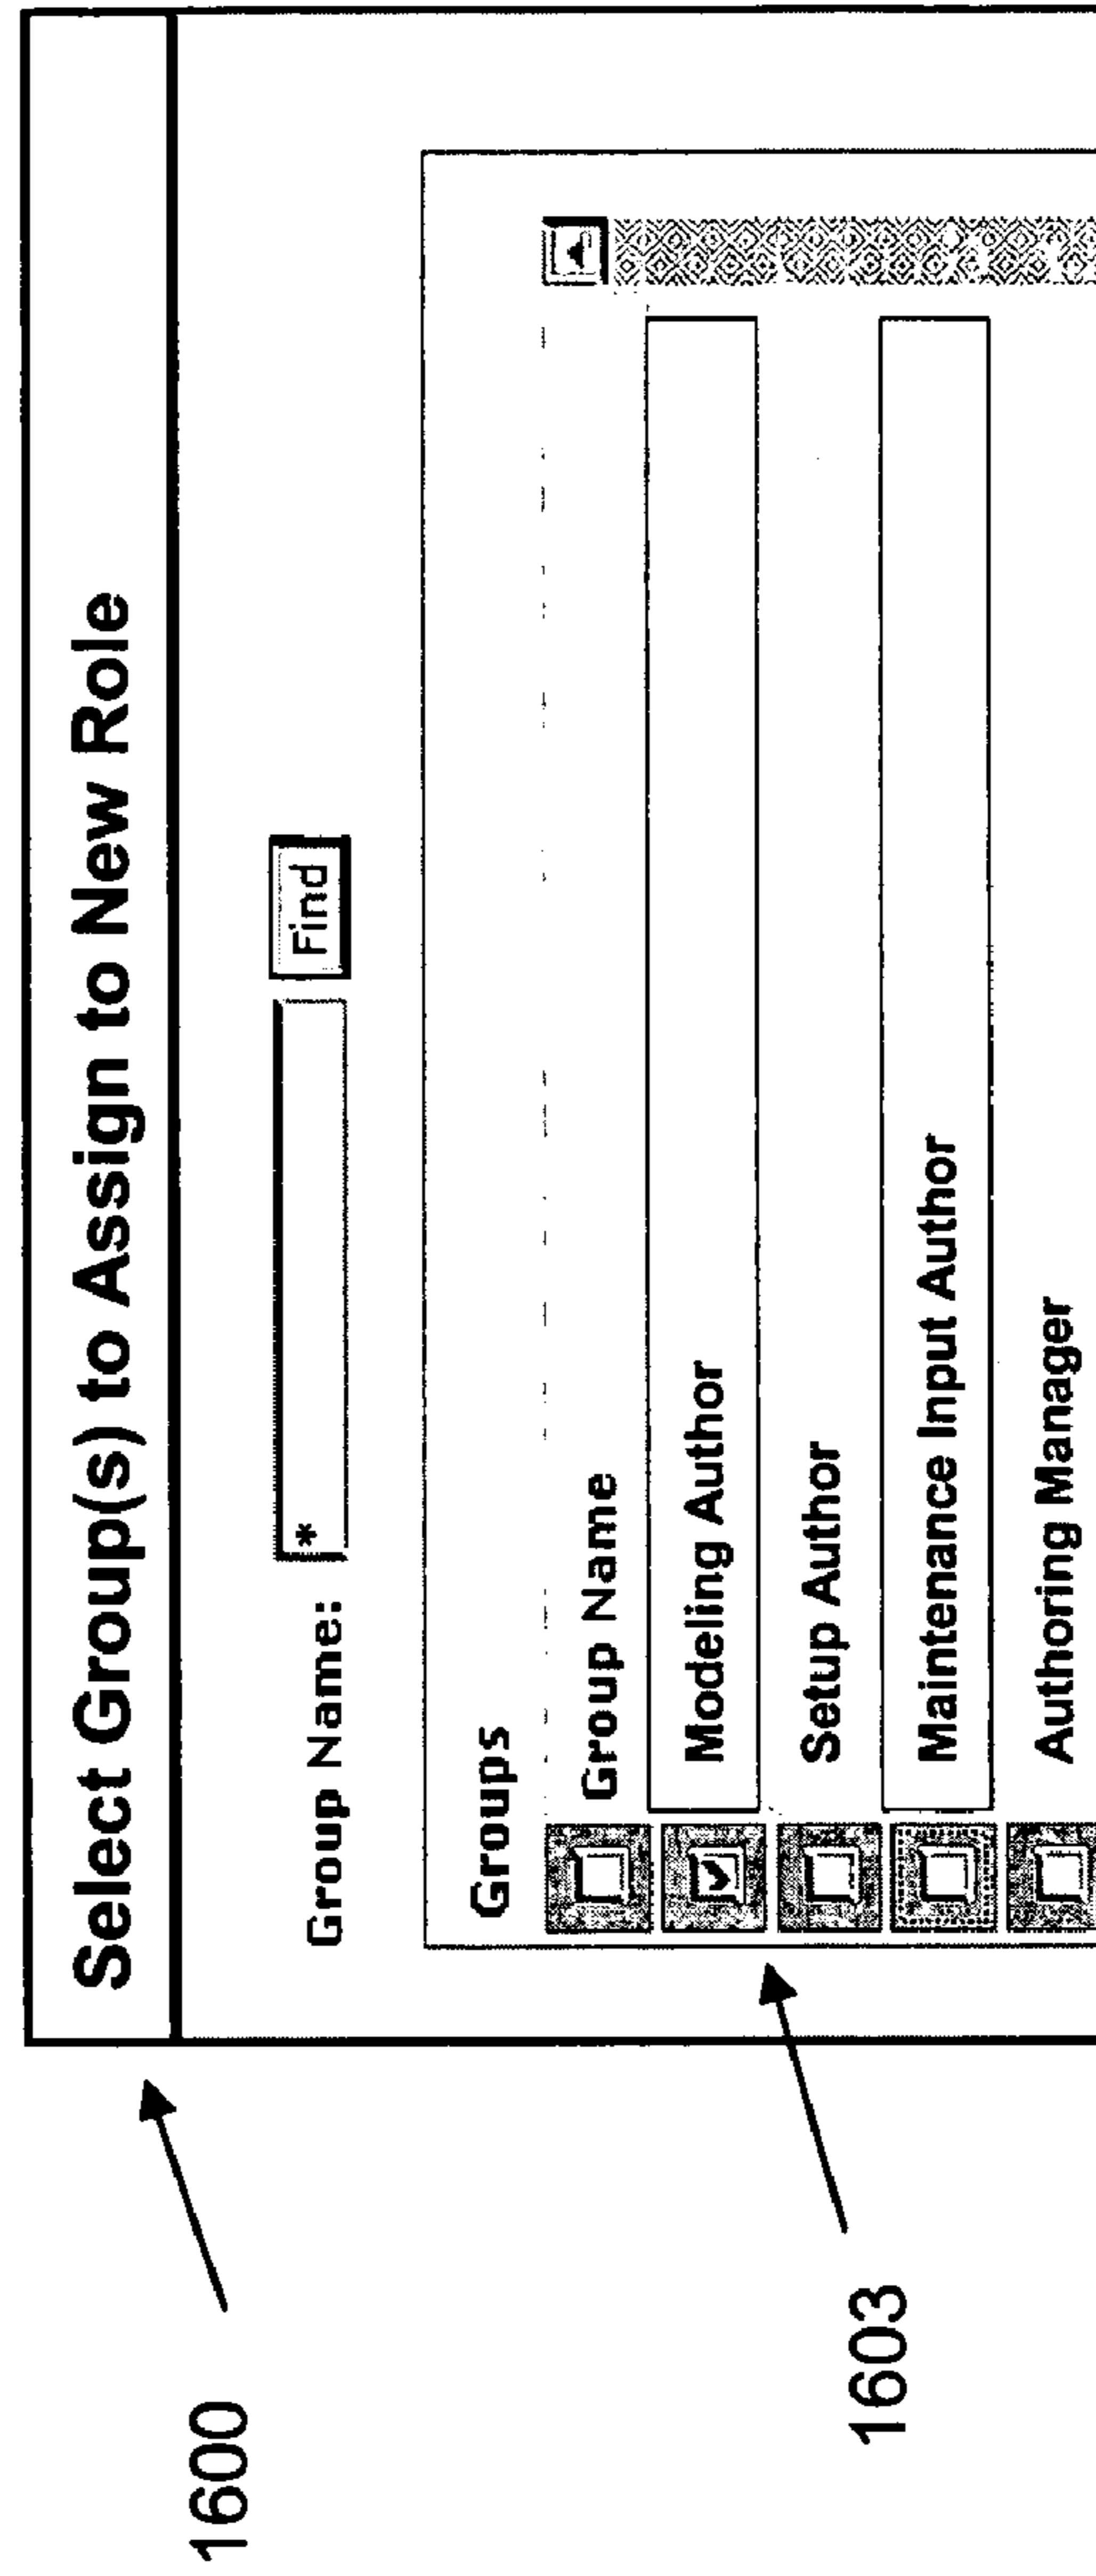 Select Group(s) to Assign to New Role
1600
Group Name: * Find
Groups
Group Name
Modeling Author
1603
Setup Author
Maintenance Input Author
Authoring Manager